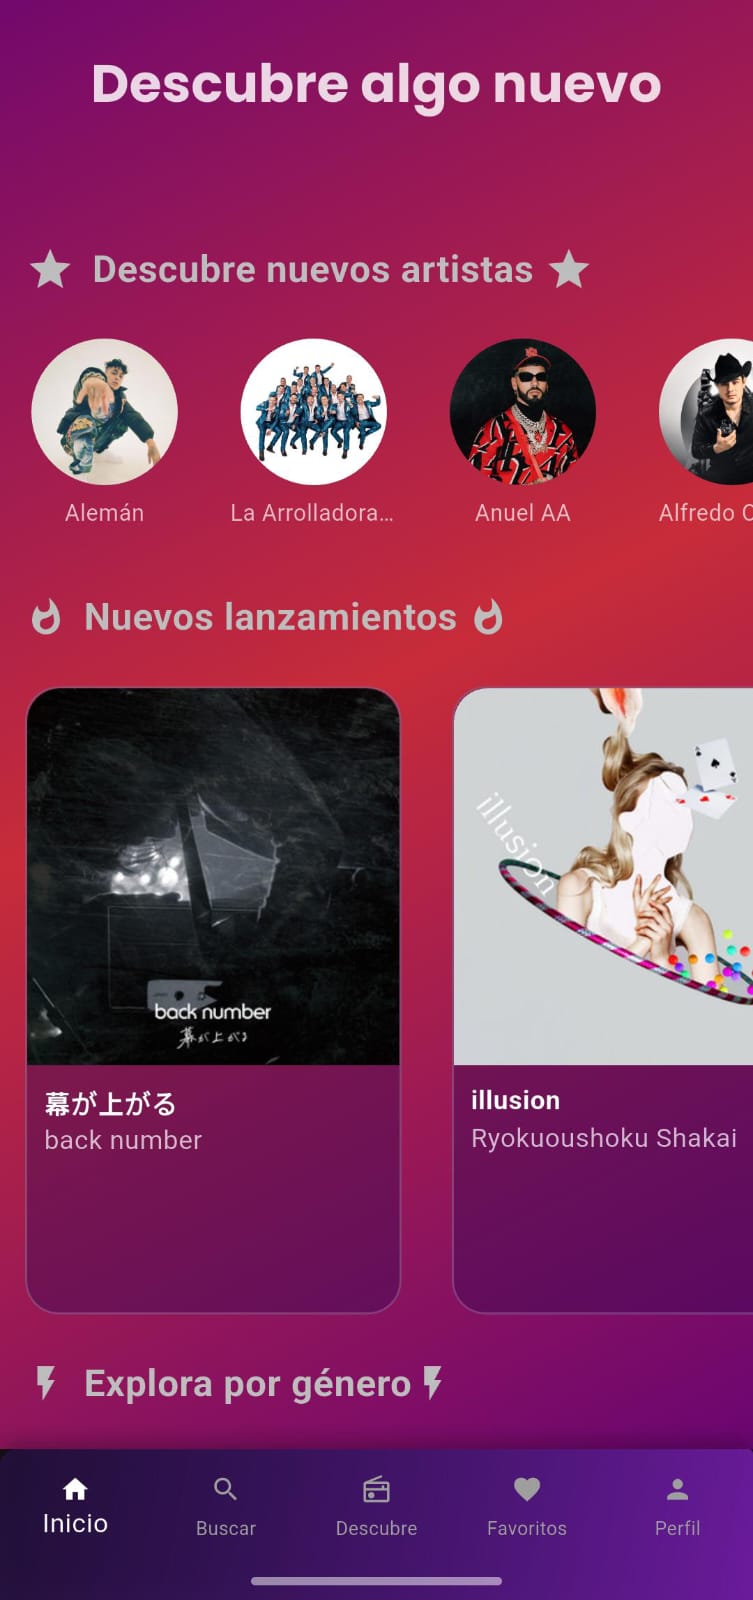 Descubre algo nuevo
Descubre nuevos artistas
Alemán
La Arrolladora...
Anuel AA
Alfredo
Nuevos lanzamientos
back number
幕が上がる
illusion
幕が上がる
back number
illusion
Ryokuoushoku Shakai
Explora por género
Inicio
Buscar
Descubre
Favoritos
Perfil